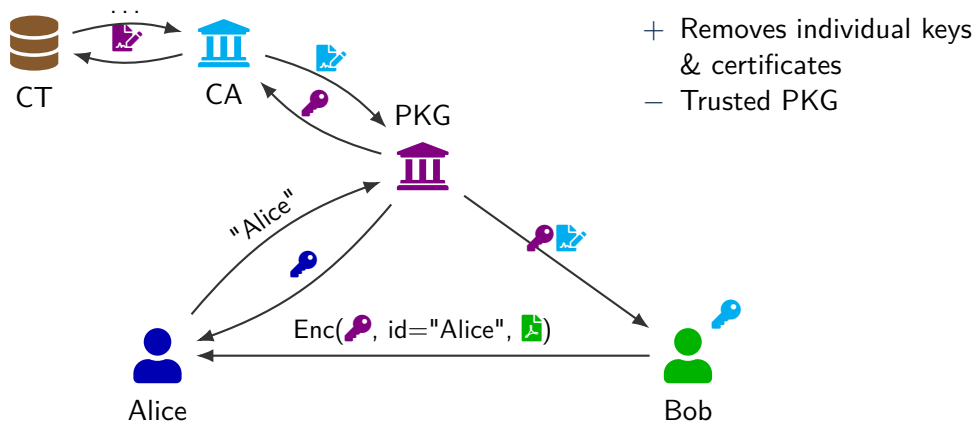 ...
CT
CA
PKG
"Alice"
Enc(, id="Alice", )
Alice
Bob
+ Removes individual keys
& certificates
− Trusted PKG